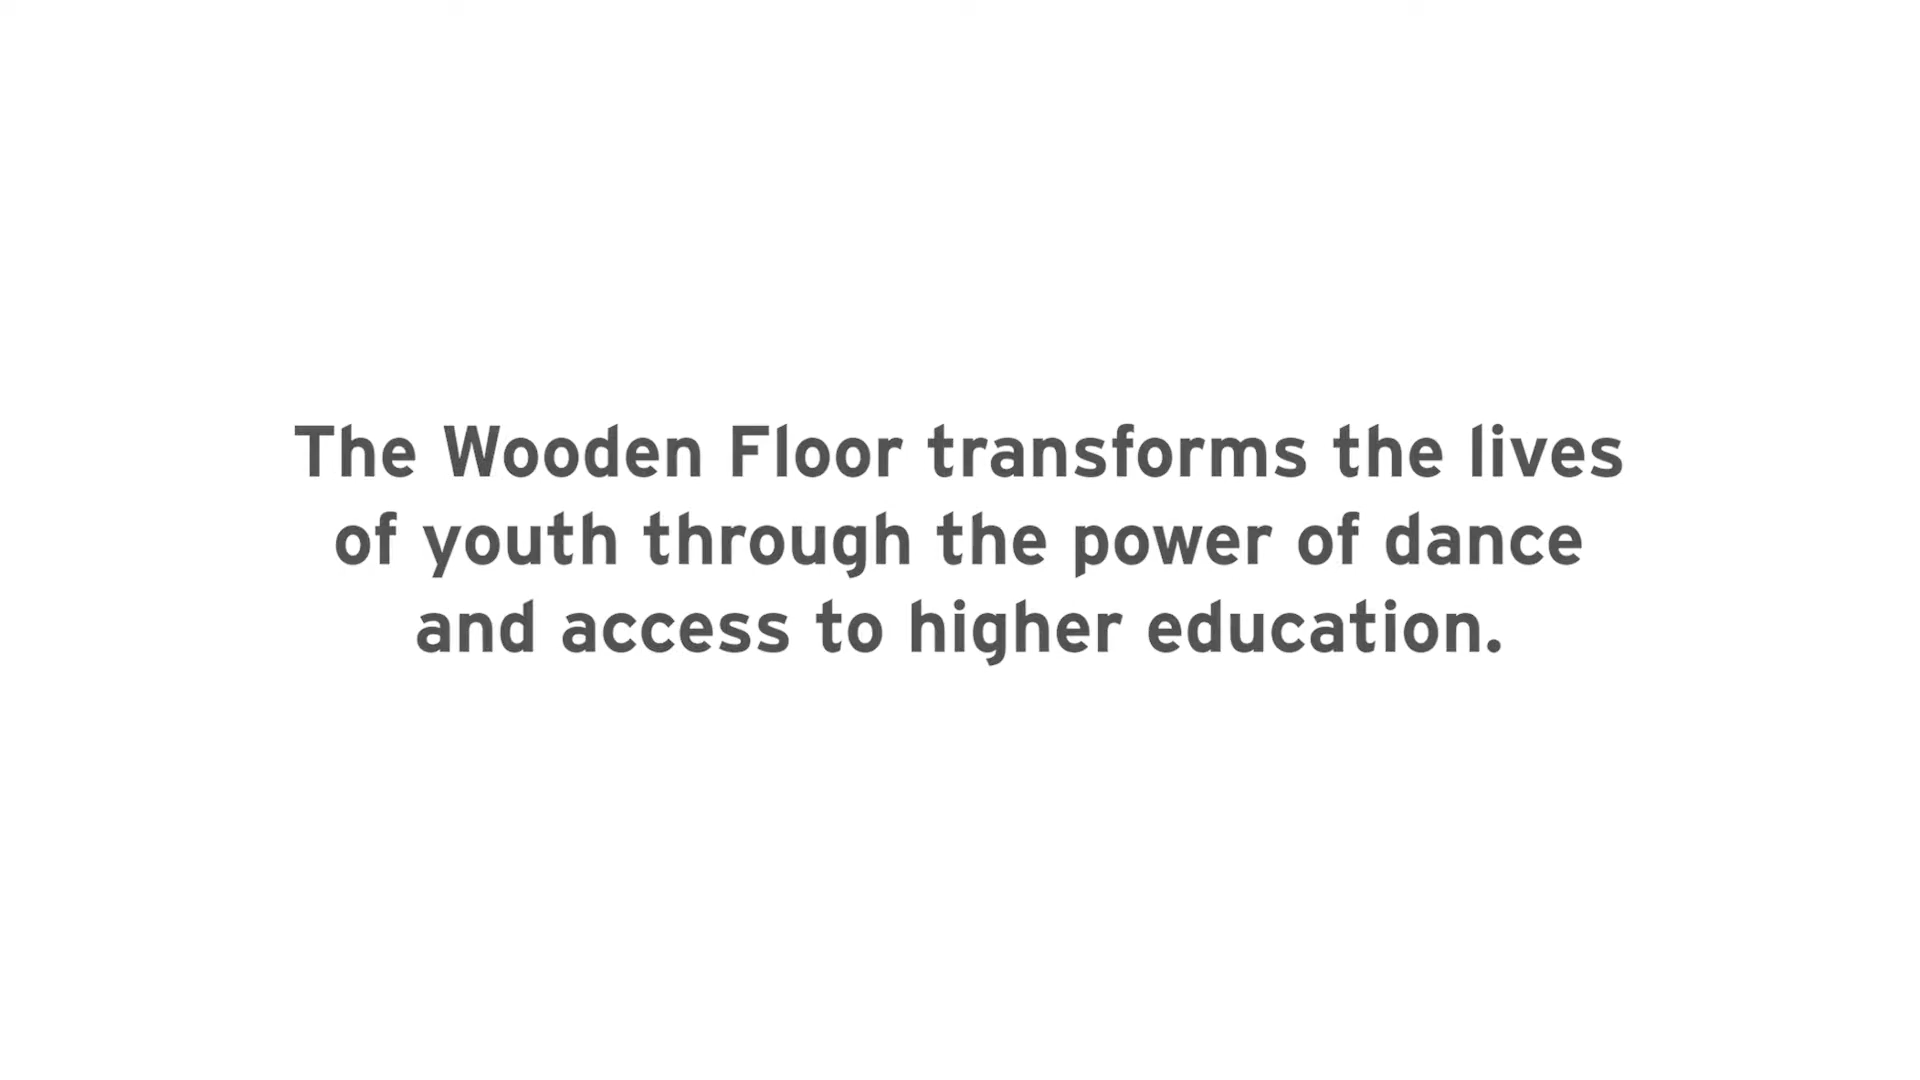 The Wooden Floor transforms the lives
of youth through the power of dance
and access to higher education.